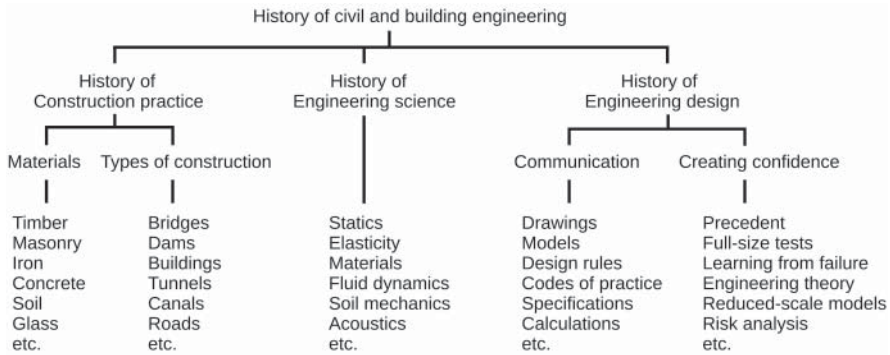 History of civil and building engineering
History of
Construction practice
History of
Engineering science
History of
Engineering design
Materials
Types of construction
Communication
Creating confidence
Timber
Masonry
Iron
Concrete
Soil
Glass
etc.
Bridges
Dams
Buildings
Tunnels
Canals
Roads
etc.
Statics
Elasticity
Materials
Fluid dynamics
Soil mechanics
Acoustics
etc.
Drawings
Models
Design rules
Codes of practice
Specifications
Calculations
etc.
Precedent
Full-size tests
Learning from failure
Engineering theory
Reduced-scale models
Risk analysis
etc.